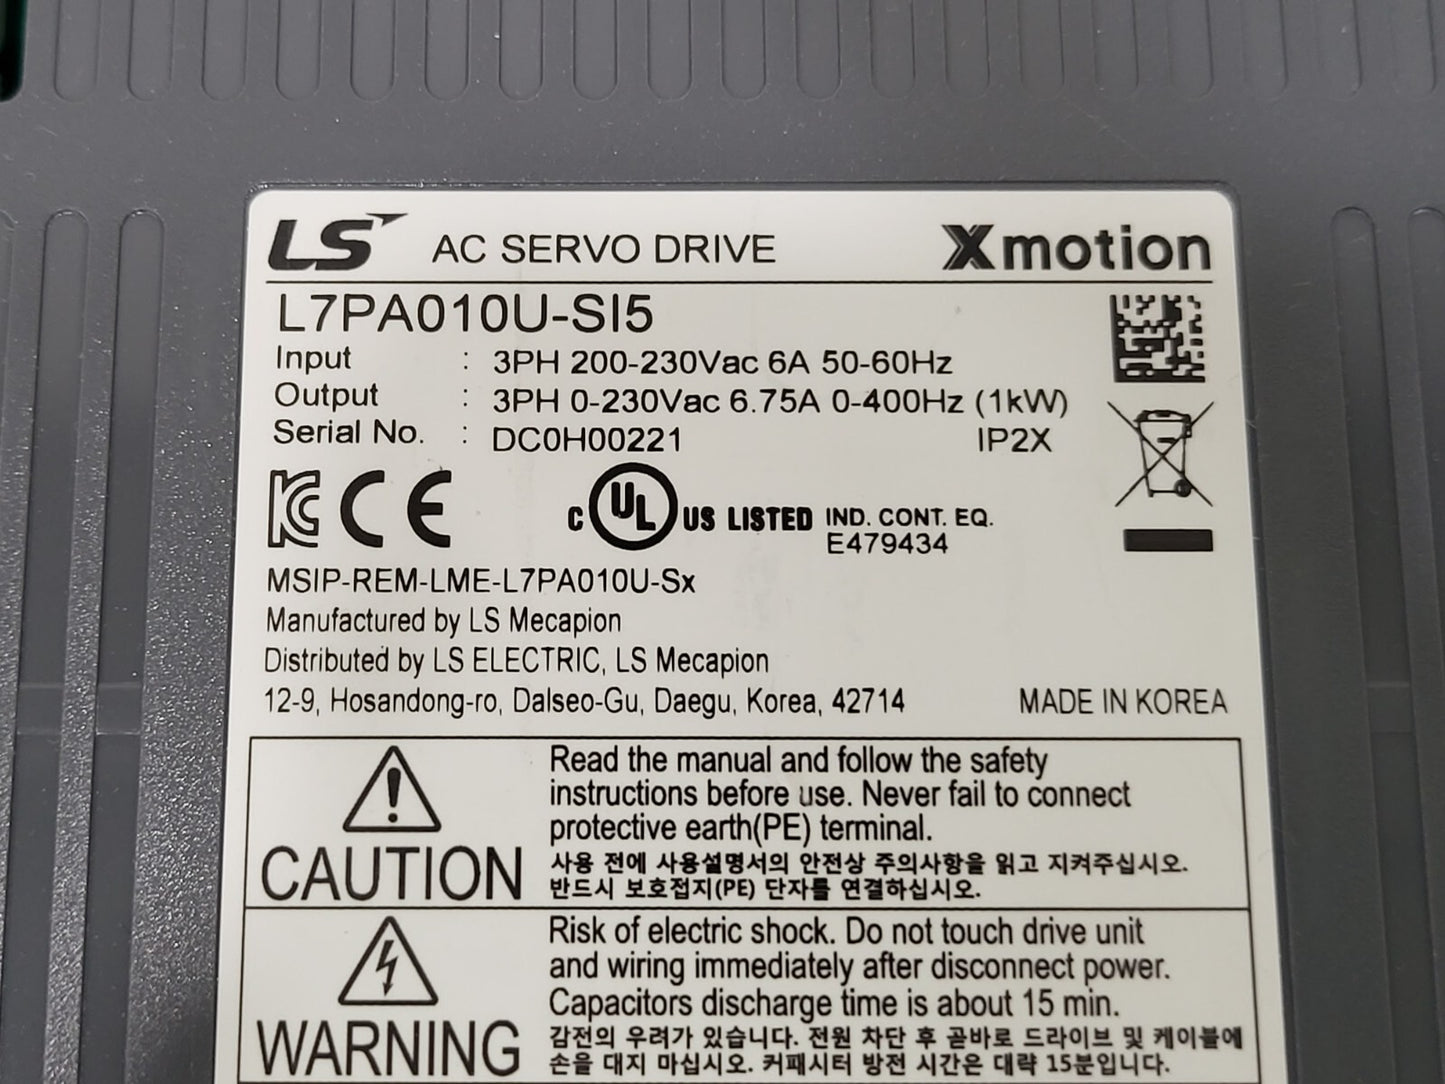 LS AC SERVO DRIVE Xmotion
L7PA010U-SI5
Input : 3PH 200-230Vac 6A 50-60Hz
Output : 3PH 0-230Vac 6.75A 0-400Hz (1kW)
Serial No. : DC0H00221 IP2X
KC CE C UL US LISTED IND. CONT. EQ.
E479434
MSIP-REM-LME-L7PA010U-Sx
Manufactured by LS Mecapion
Distributed by LS ELECTRIC, LS Mecapion
12-9, Hosandong-ro, Dalseo-Gu, Daegu, Korea, 42714 MADE IN KOREA
CAUTION
Read the manual and follow the safety
instructions before use. Never fail to connect
protective earth(PE) terminal.
사용 전에 사용설명서의 안전상 주의사항을 읽고 지켜주십시오.
반드시 보호접지(PE) 단자를 연결하십시오.
WARNING
Risk of electric shock. Do not touch drive unit
and wiring immediately after disconnect power.
Capacitors discharge time is about 15 min.
감전의 우려가 있습니다. 전원 차단 후 곧바로 드라이브 및 케이블에
손을 대지 마십시오. 커패시터 방전 시간은 대략 15분입니다.